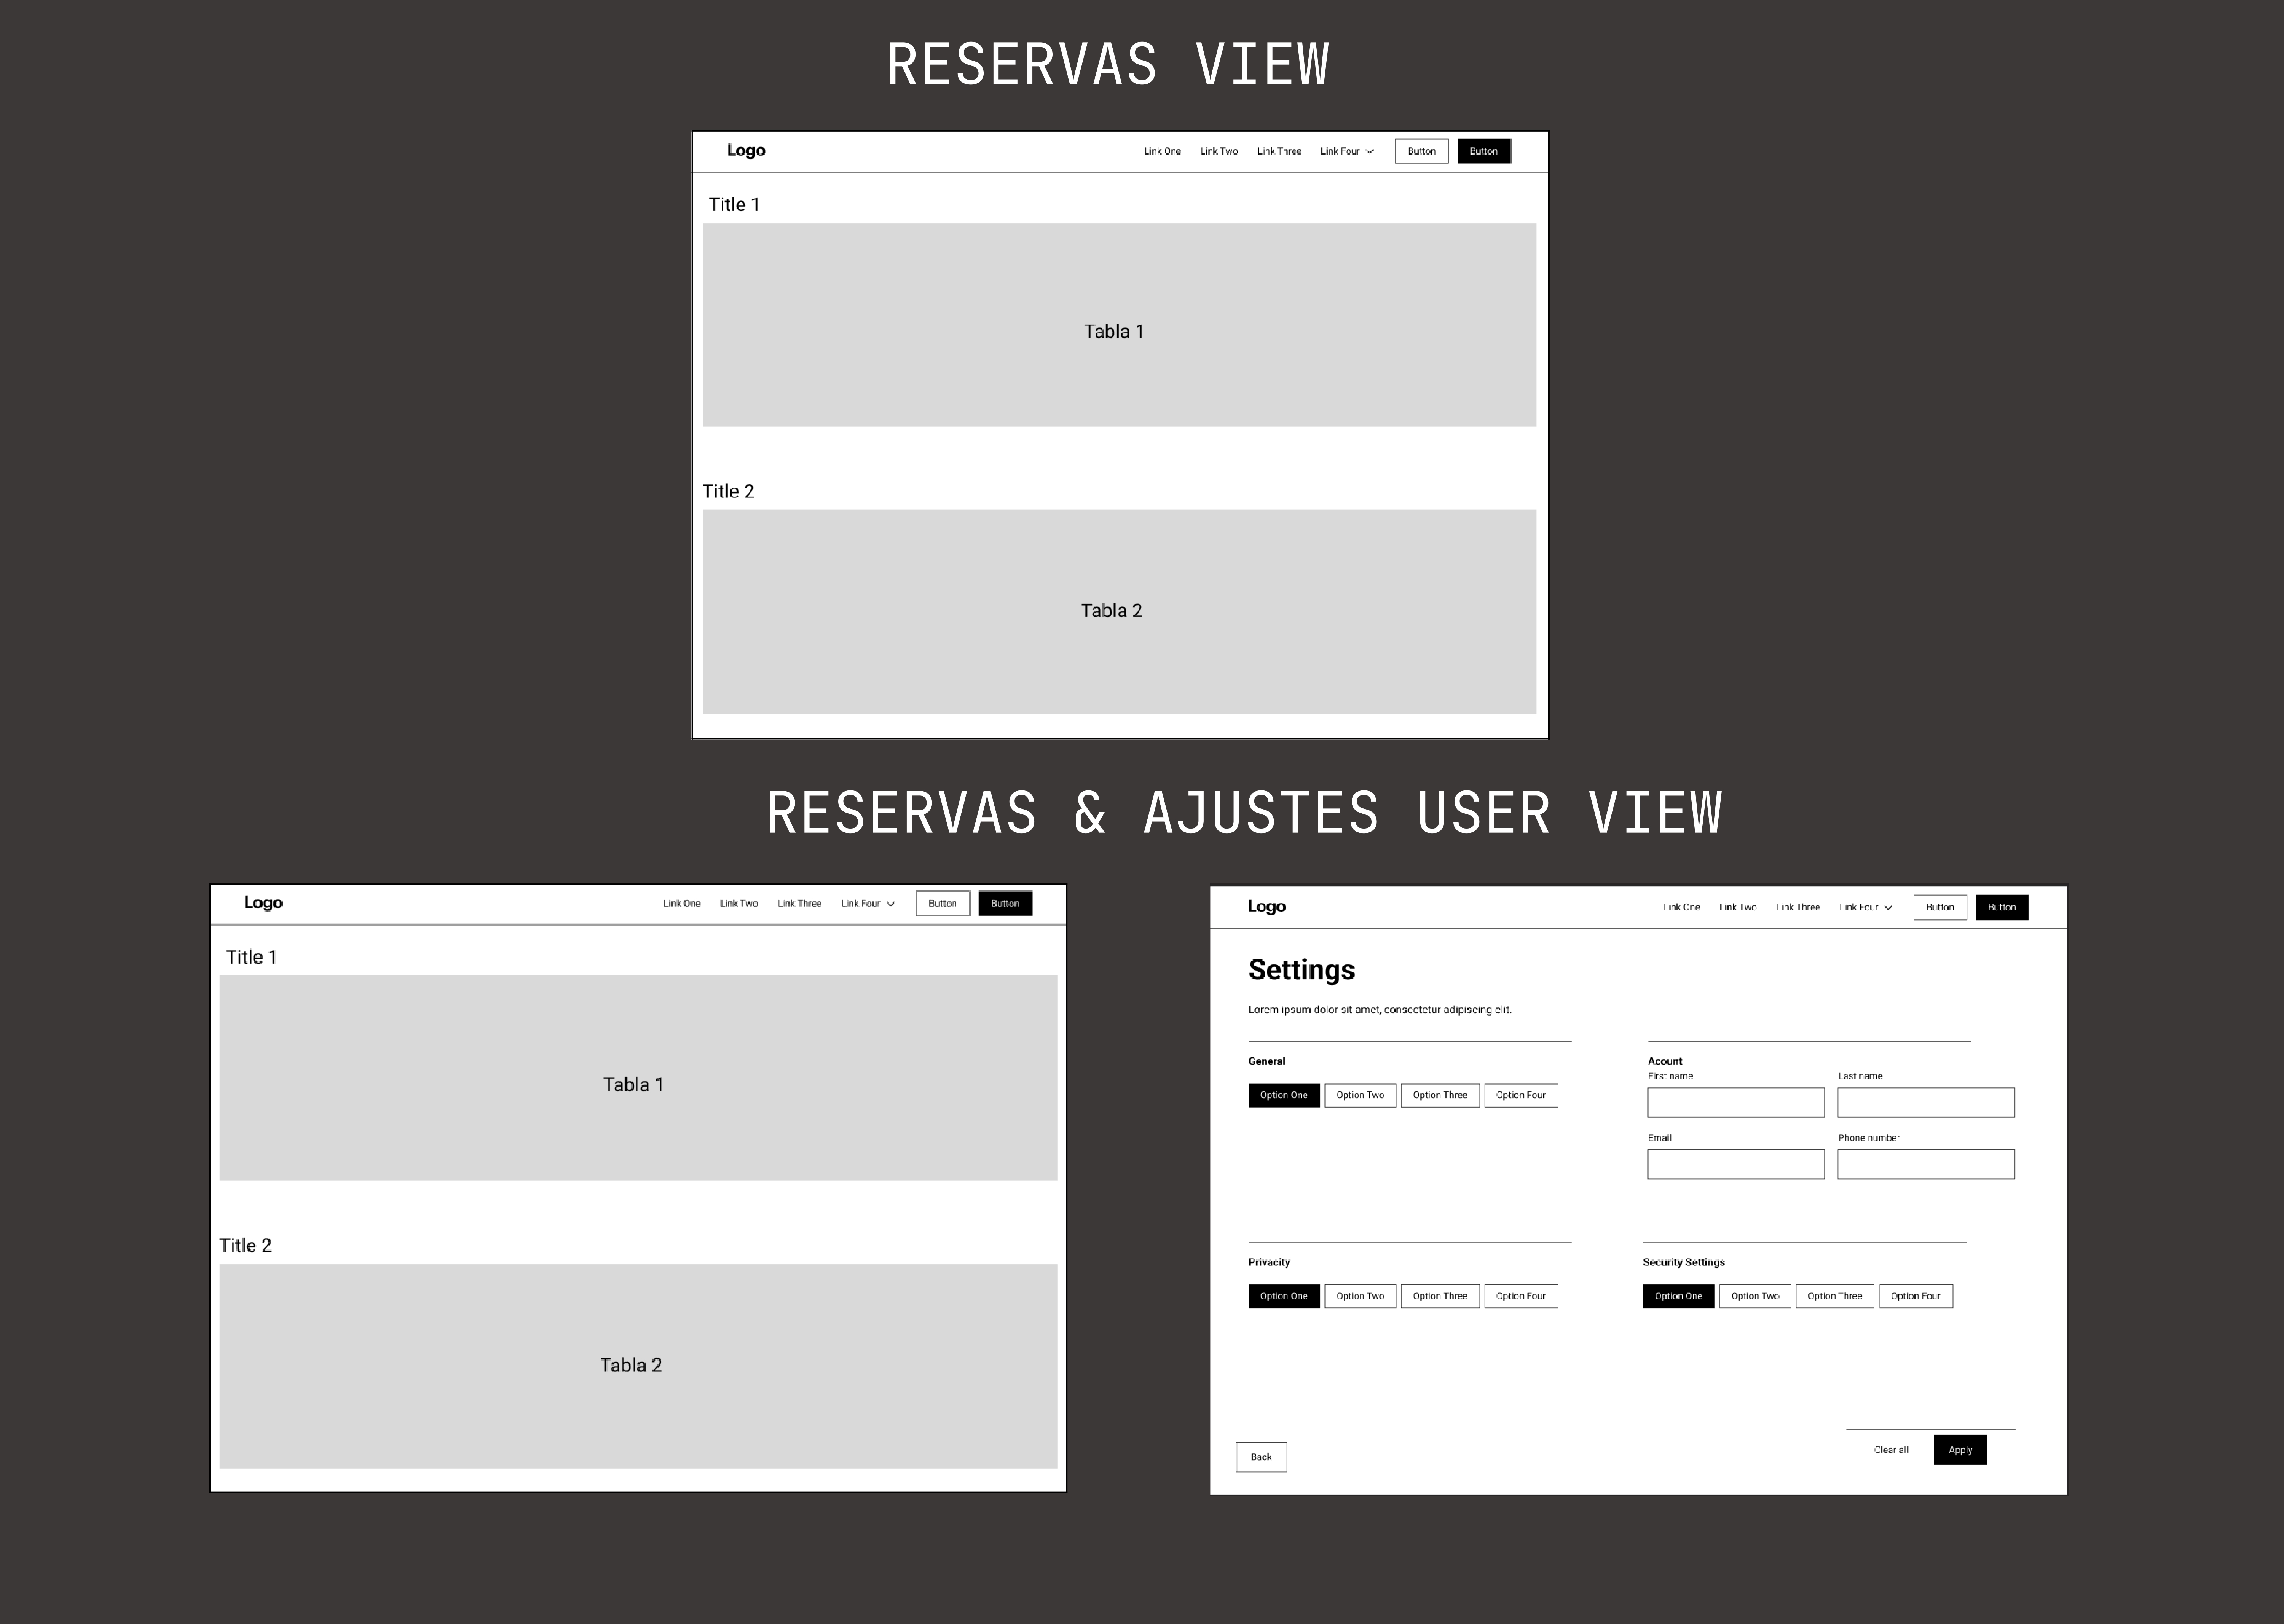 RESERVAS VIEW
Logo Link One Link Two Link Three Link Four Button Button
Title 1
Tabla 1
Title 2
Tabla 2
RESERVAS & AJUSTES USER VIEW
Logo Link One Link Two Link Three Link Four Button Button
Title 1
Tabla 1
Title 2
Tabla 2
Logo Link One Link Two Link Three Link Four Button Button
Settings
Lorem ipsum dolor sit amet, consectetur adipiscing elit.
General
Option One Option Two Option Three Option Four
Acount
First name Last name
Email Phone number
Privacity
Option One Option Two Option Three Option Four
Security Settings
Option One Option Two Option Three Option Four
Back
Clear all Apply